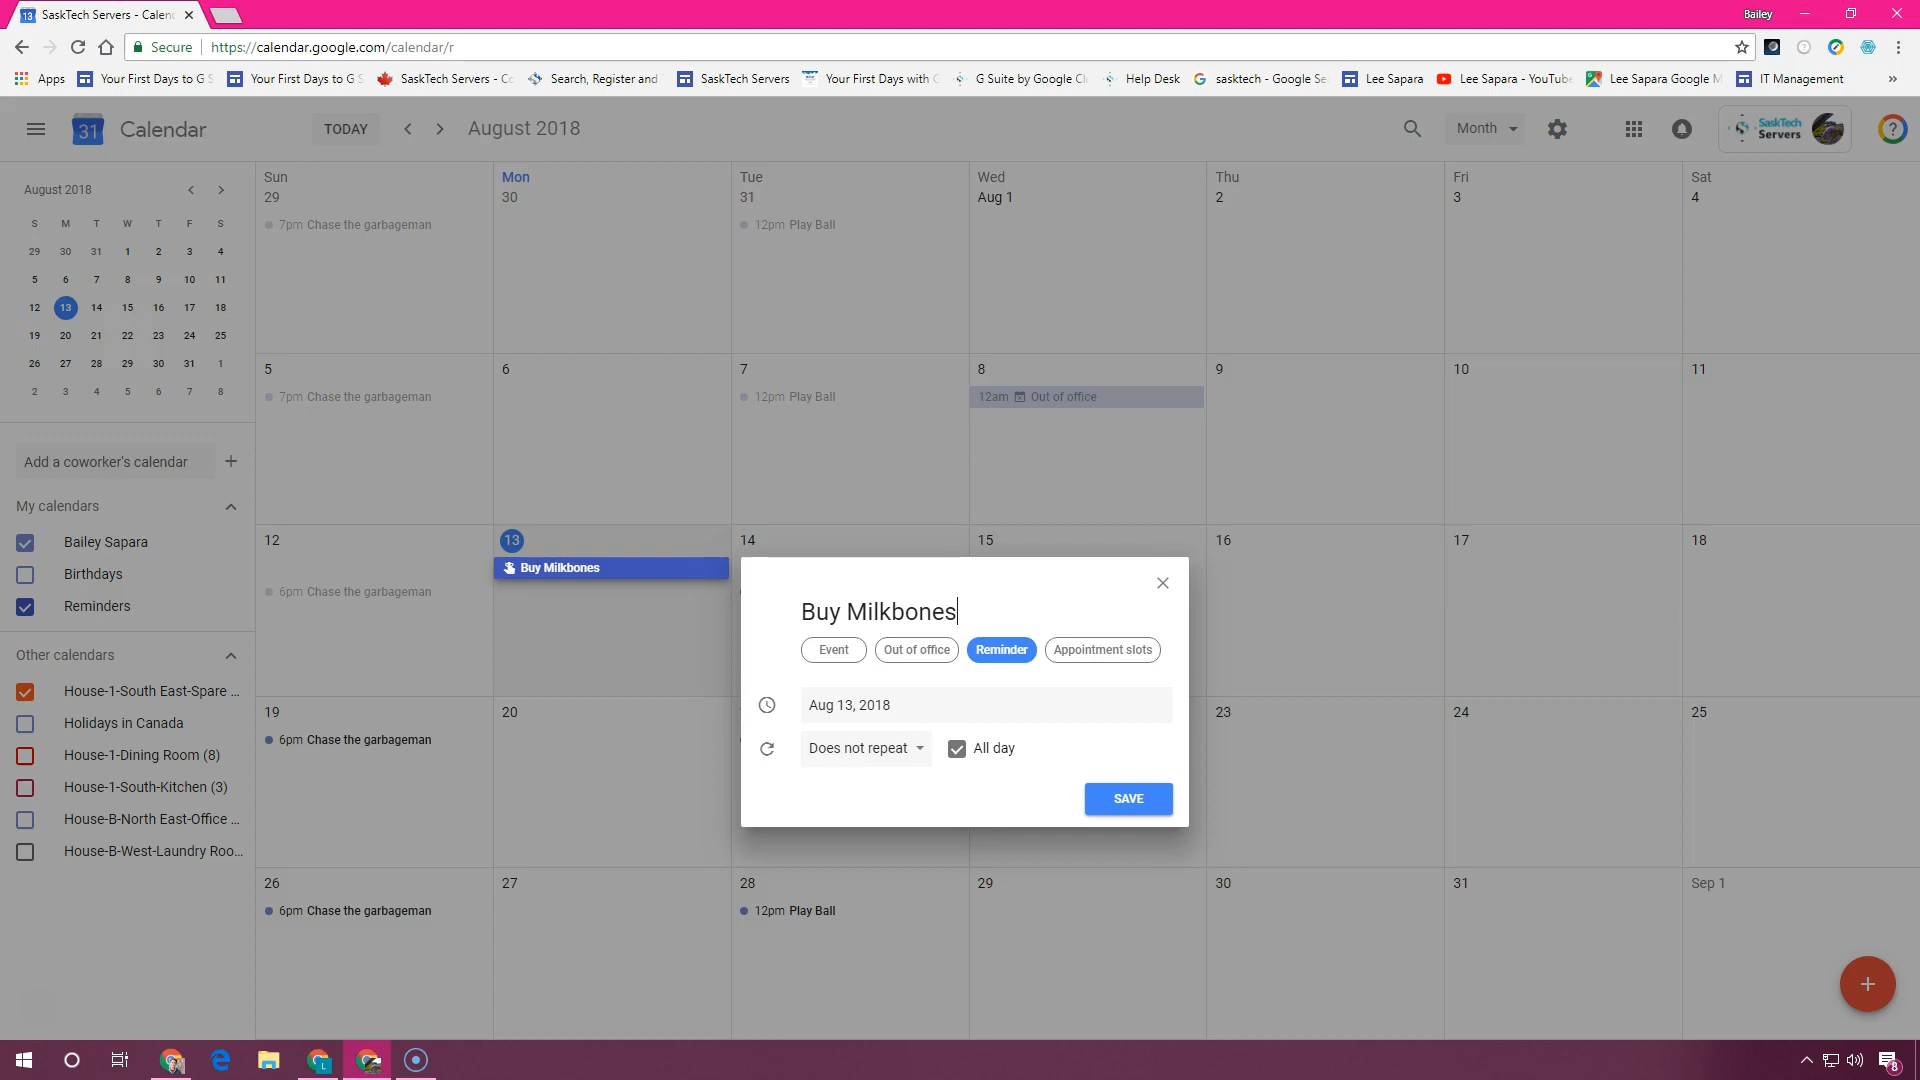 SaskTech Servers - Calen
Bailey
Secure
https://calendar.google.com/calendar/r
Apps
Your First Days to G S
Your First Days to G S
SaskTech Servers - Co
Search, Register and
SaskTech Servers
Your First Days with G
G Suite by Google Cl
Help Desk
sasktech - Google Se
Lee Sapara
Lee Sapara - YouTube
Lee Sapara Google M
IT Management
31
Calendar
TODAY
August 2018
Month
SaskTech
Servers
August 2018
S M T W T F S
29 30 31 1 2 3 4
5 6 7 8 9 10 11
12 13 14 15 16 17 18
19 20 21 22 23 24 25
26 27 28 29 30 31 1
2 3 4 5 6 7 8
Add a coworker's calendar
My calendars
Bailey Sapara
Birthdays
Reminders
Other calendars
House-1-South East-Spare ...
Holidays in Canada
House-1-Dining Room (8)
House-1-South-Kitchen (3)
House-B-North East-Office ...
House-B-West-Laundry Roo...
Sun Mon Tue Wed Thu Fri Sat
29 30 31 Aug 1 2 3 4
7pm Chase the garbageman
12pm Play Ball
5 6 7 8 9 10 11
7pm Chase the garbageman
12pm Play Ball
12am Out of office
12 13 14 15 16 17 18
Buy Milkbones
6pm Chase the garbageman
19 20 23 24 25
6pm Chase the garbageman
26 27 28 29 30 31 Sep 1
6pm Chase the garbageman
12pm Play Ball
Buy Milkbones
Event
Out of office
Reminder
Appointment slots
Aug 13, 2018
Does not repeat
All day
SAVE
8